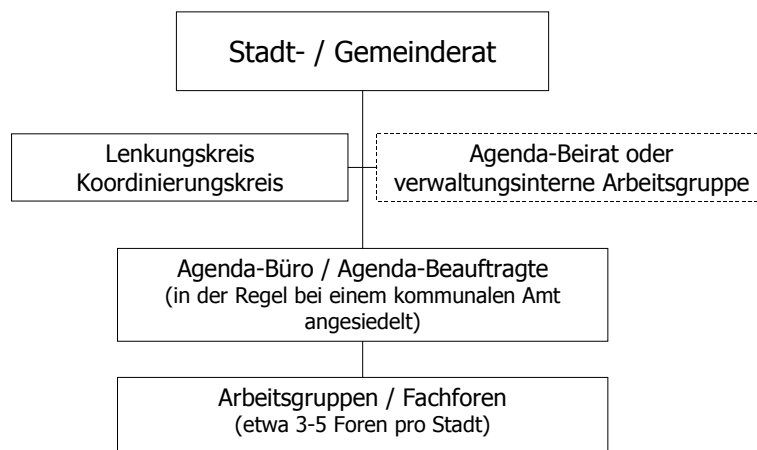 Stadt- / Gemeinderat
Lenkungskreis
Koordinierungskreis
Agenda-Beirat oder
verwaltungsinterne Arbeitsgruppe
Agenda-Büro / Agenda-Beauftragte
(in der Regel bei einem kommunalen Amt
angesiedelt)
Arbeitsgruppen / Fachforen
(etwa 3-5 Foren pro Stadt)